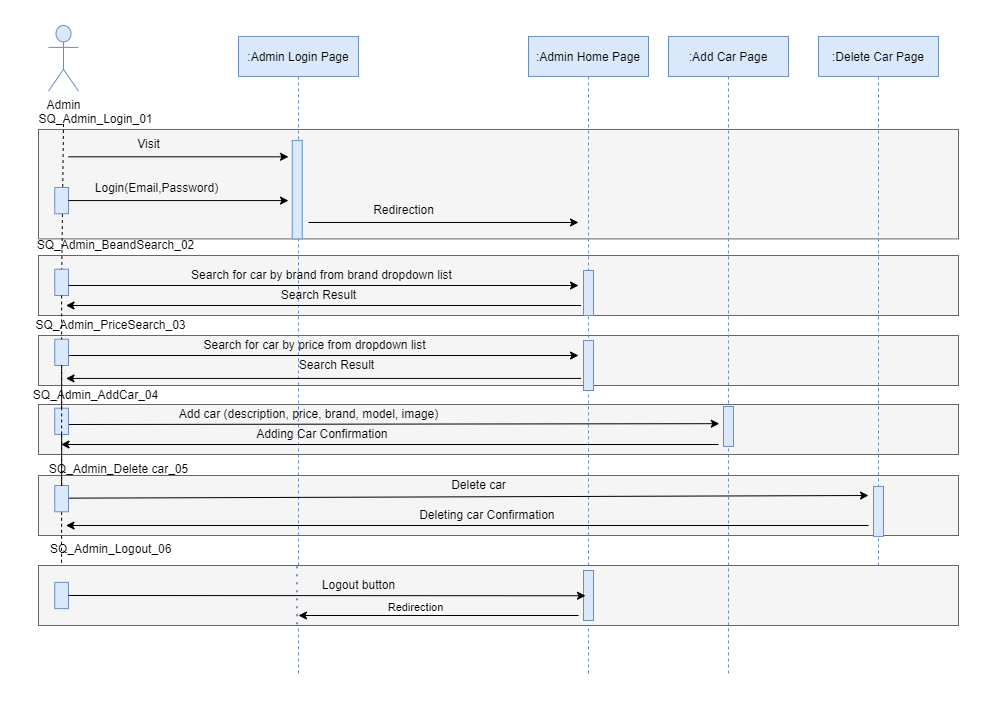 :Admin Login Page
:Admin Home Page
:Add Car Page
:Delete Car Page
Admin
SQ_Admin_Login_01
Visit
Login(Email,Password)
Redirection
SQ_Admin_BeandSearch_02
Search for car by brand from brand dropdown list
Search Result
SQ_Admin_PriceSearch_03
Search for car by price from dropdown list
Search Result
SQ_Admin_AddCar_04
Add car (description, price, brand, model, image)
Adding Car Confirmation
SQ_Admin_Delete car_05
Delete car
Deleting car Confirmation
SQ_Admin_Logout_06
Logout button
Redirection